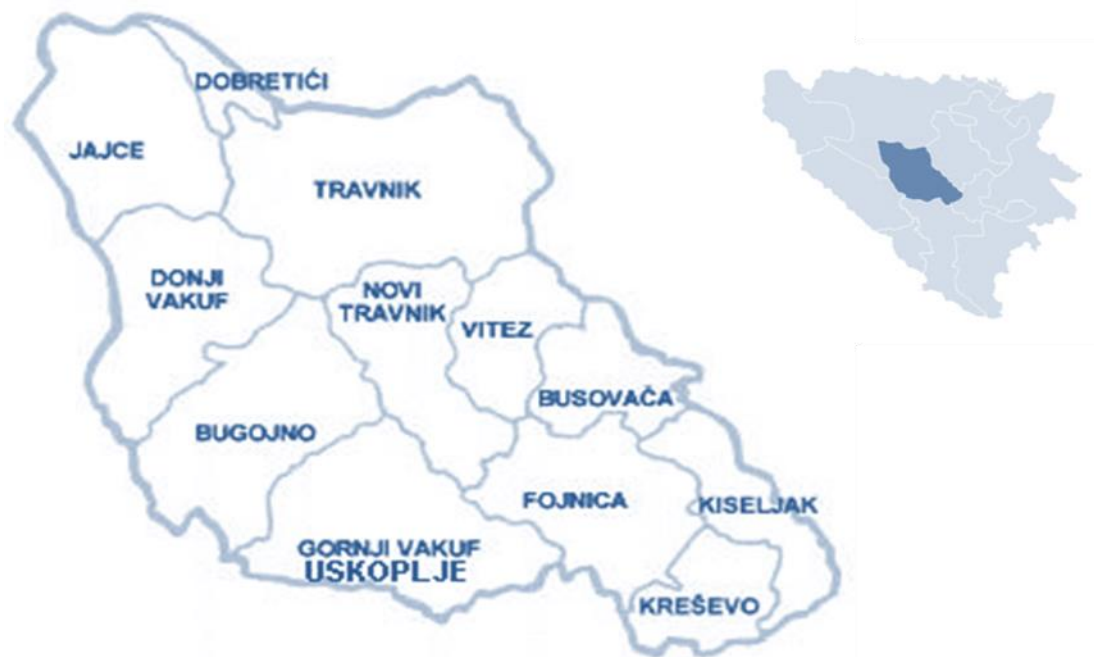 DOBRETIĆI
JAJCE
TRAVNIK
DONJI
VAKUF
NOVI
TRAVNIK
VITEZ
BUSOVAČA
BUGOJNO
FOJNICA
KISELJAK
GORNJI VAKUF
USKOPLJE
KREŠEVO